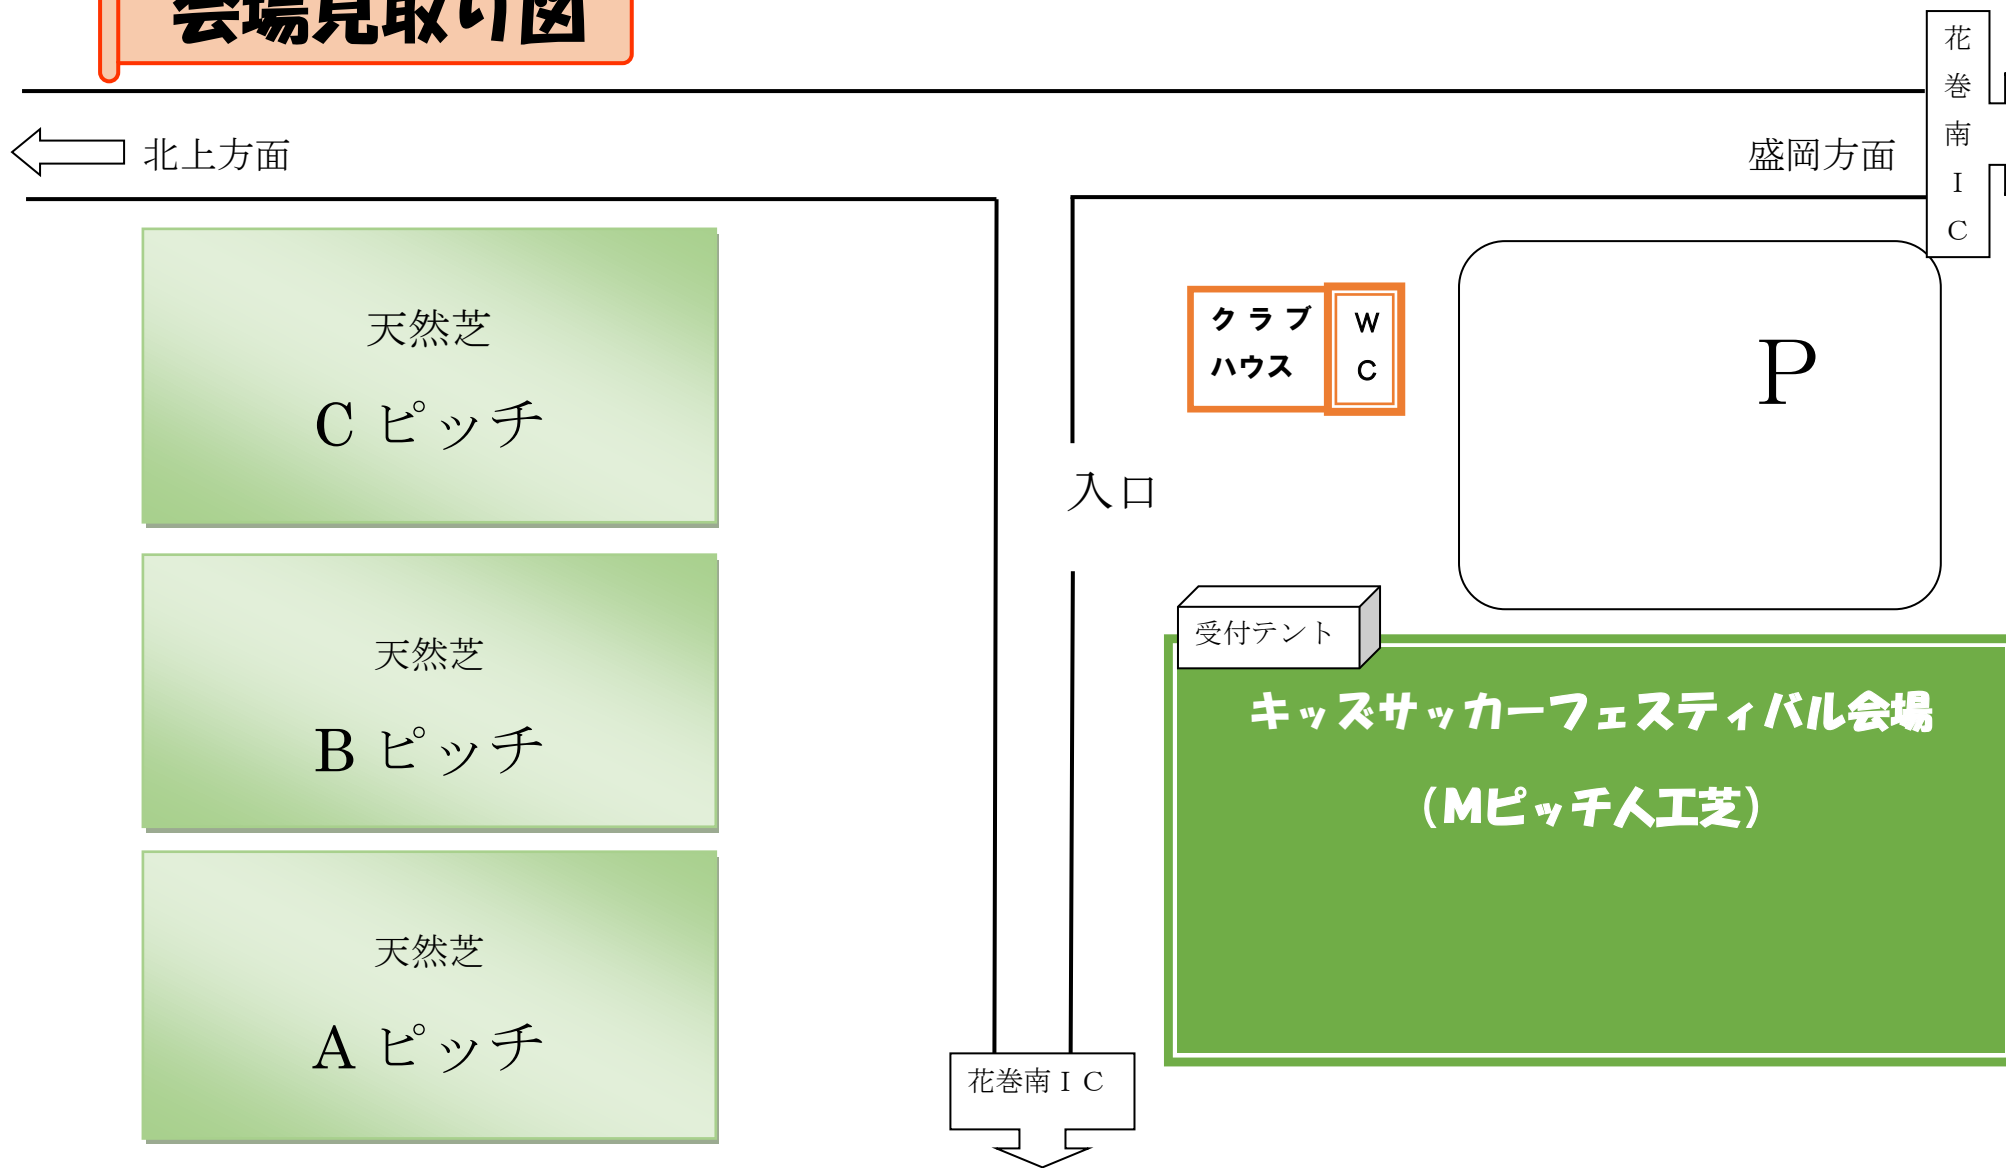 会場見取り図
花巻南ＩＣ
北上方面
盛岡方面
天然芝
C ピッチ
クラブ
ハウス
WC
P
入口
天然芝
B ピッチ
受付テント
キッズサッカーフェスティバル会場
（Mピッチ人工芝）
天然芝
A ピッチ
花巻南ＩＣ